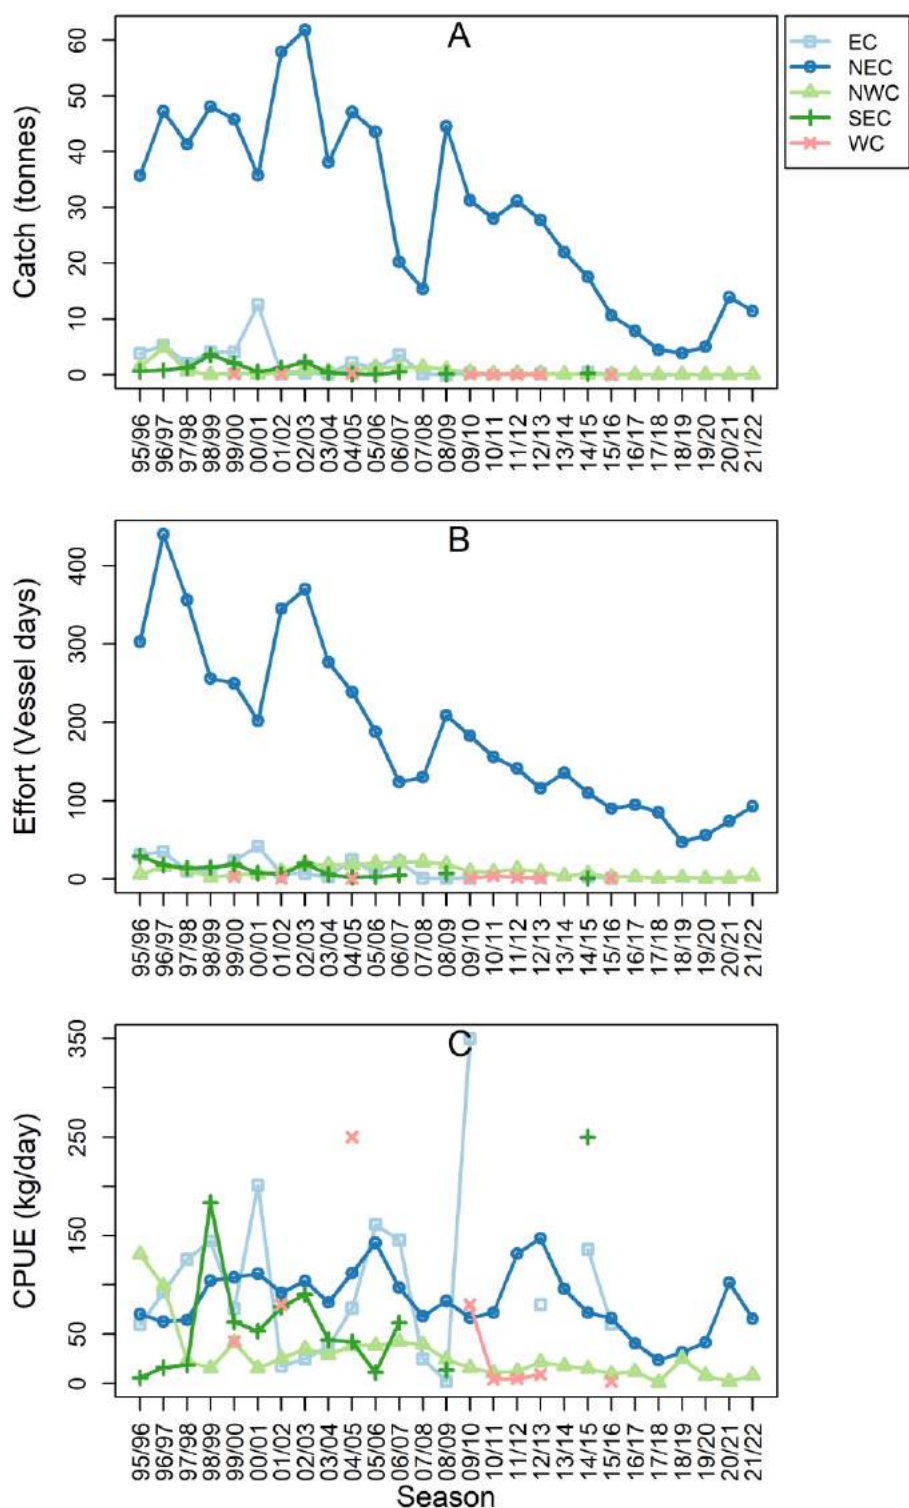 A
EC
NEC
NWC
SEC
WC
Catch (tonnes)
60
50
40
30
20
10
0
95/96 96/97 97/98 98/99 99/00 00/01 01/02 02/03 03/04 04/05 05/06 06/07 07/08 08/09 09/10 10/11 11/12 12/13 13/14 14/15 15/16 16/17 17/18 18/19 19/20 20/21 21/22
B
Effort (Vessel days)
400
300
200
100
0
95/96 96/97 97/98 98/99 99/00 00/01 01/02 02/03 03/04 04/05 05/06 06/07 07/08 08/09 09/10 10/11 11/12 12/13 13/14 14/15 15/16 16/17 17/18 18/19 19/20 20/21 21/22
C
CPUE (kg/day)
350
250
150
50
0
95/96 96/97 97/98 98/99 99/00 00/01 01/02 02/03 03/04 04/05 05/06 06/07 07/08 08/09 09/10 10/11 11/12 12/13 13/14 14/15 15/16 16/17 17/18 18/19 19/20 20/21 21/22
Season